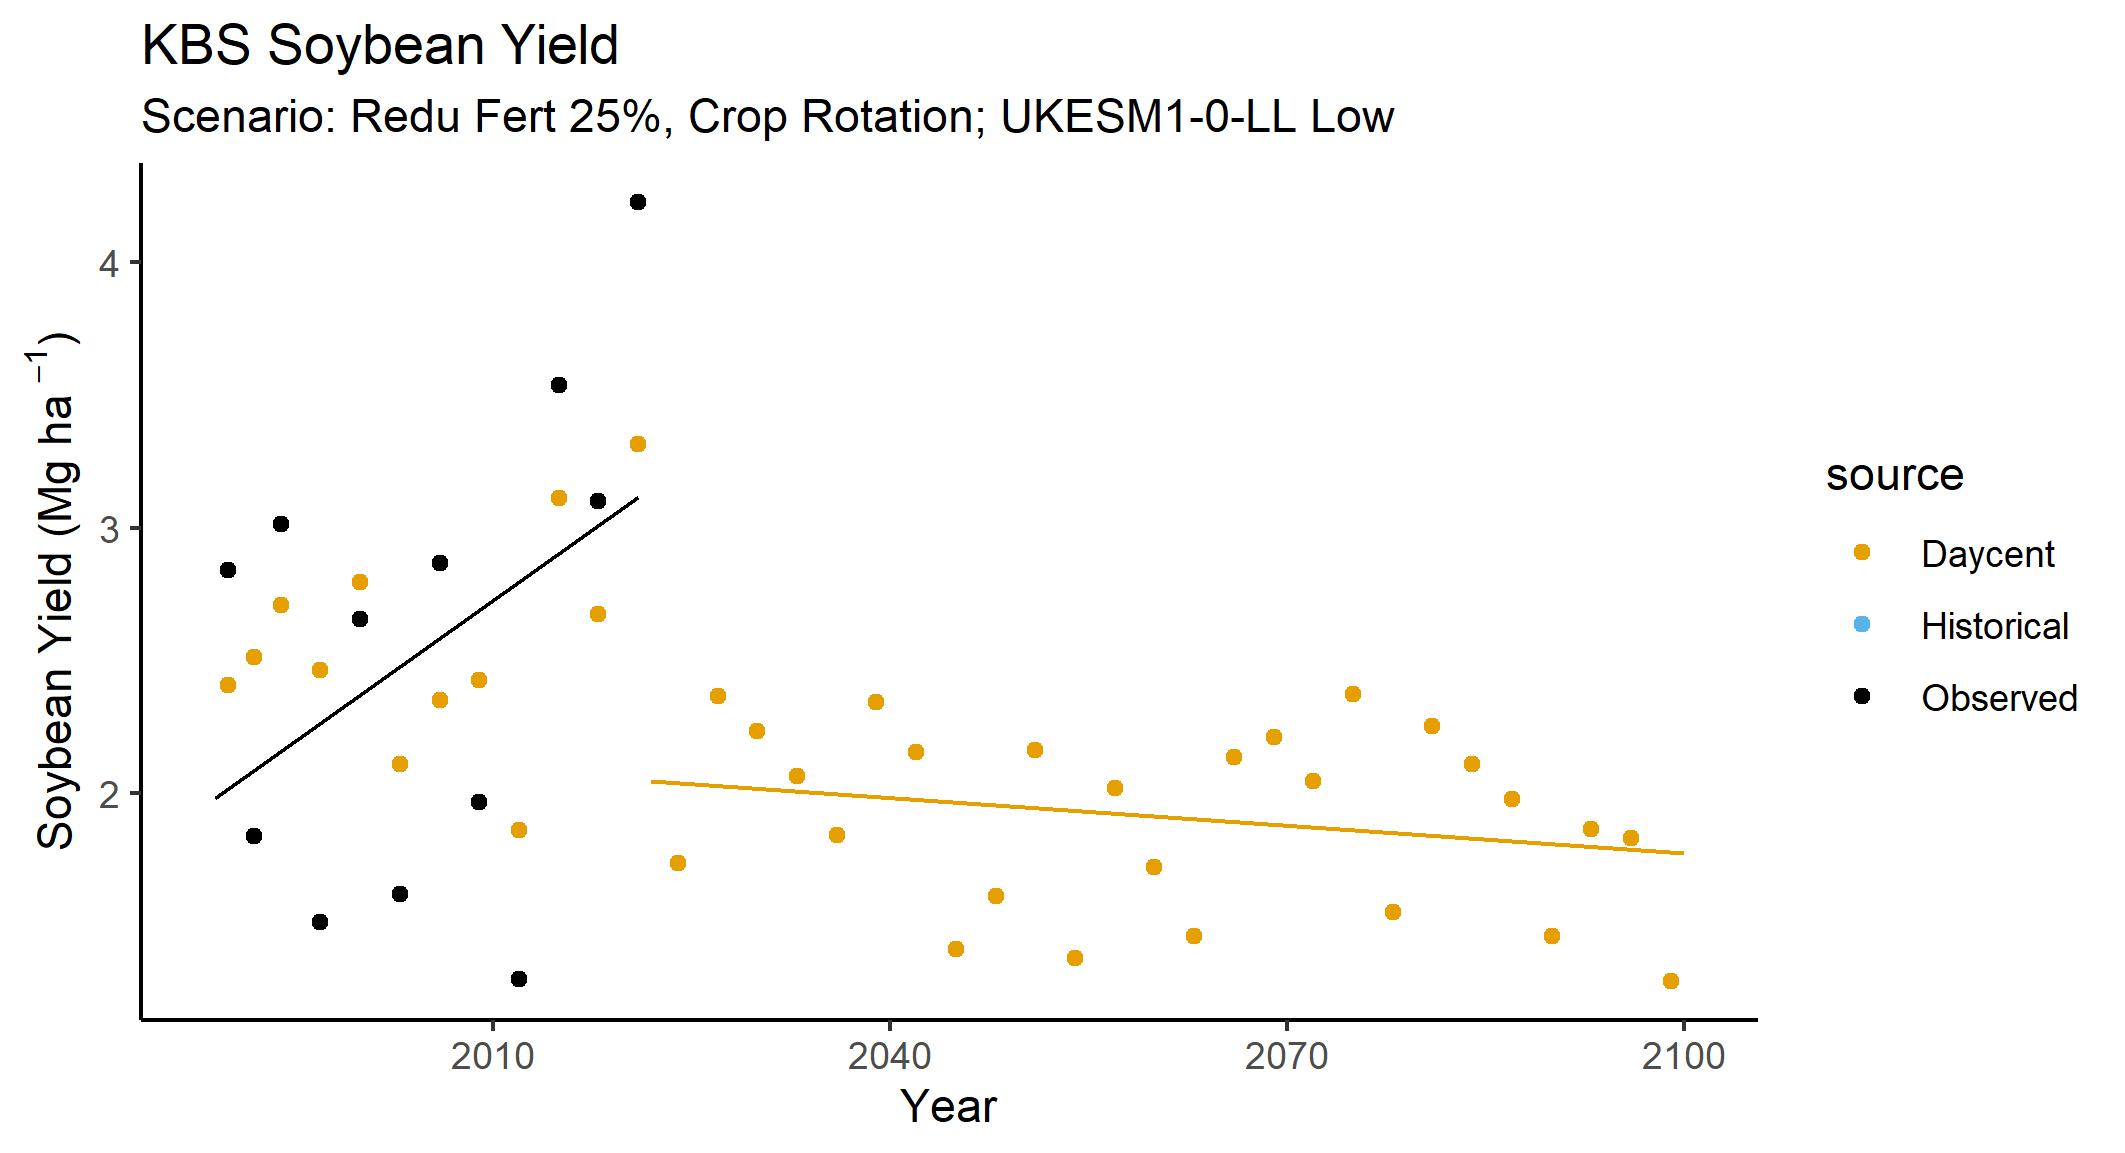 KBS Soybean Yield
Scenario: Redu Fert 25%, Crop Rotation; UKESM1-0-LL Low
Soybean Yield (Mg ha⁻¹)
4
3
2
2010
2040
2070
2100
Year
source
Daycent
Historical
Observed